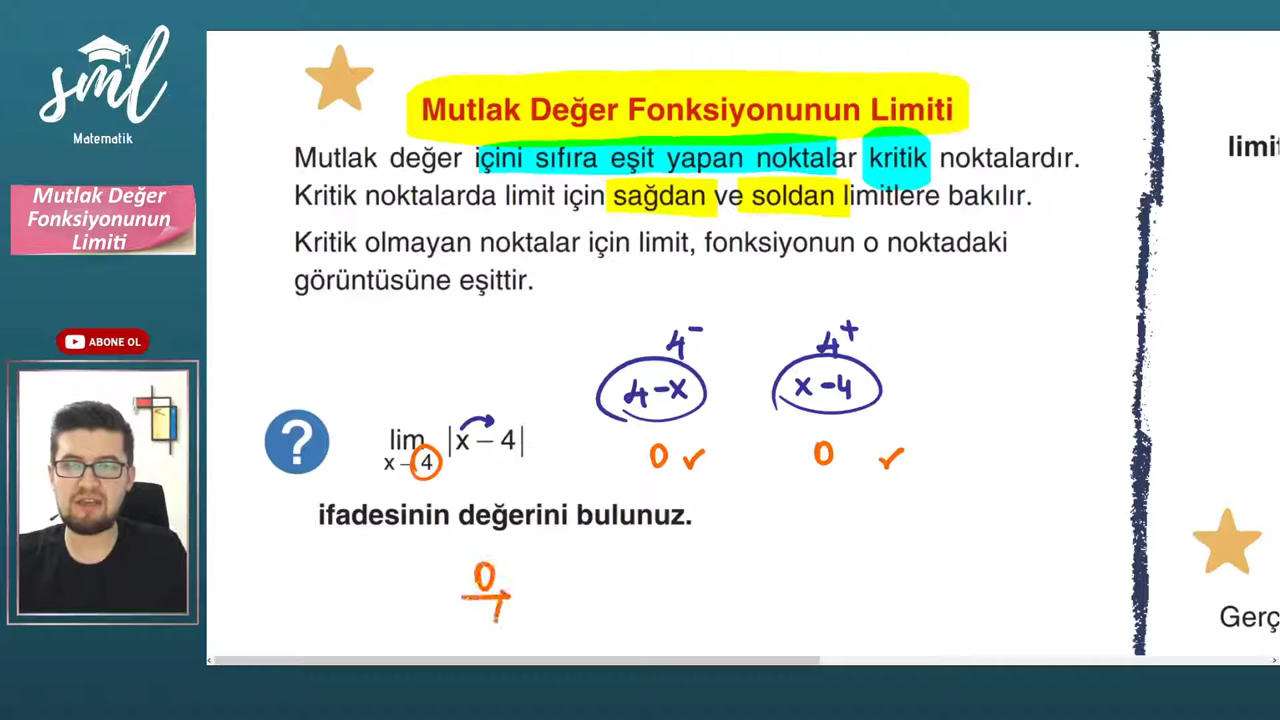 sml
Matematik
Mutlak Değer
Fonksiyonunun
Limiti
ABONE OL
Mutlak Değer Fonksiyonunun Limiti
Mutlak değer içini sıfıra eşit yapan noktalar kritik noktalardır.
Kritik noktalarda limit için sağdan ve soldan limitlere bakılır.
Kritik olmayan noktalar için limit, fonksiyonun o noktadaki
görüntüsüne eşittir.
4⁻ 4⁺
4-x x-4
? lim |x – 4|
x – 4
0 ✓ 0 ✓
ifadesinin değerini bulunuz.
0
limi
Gerç